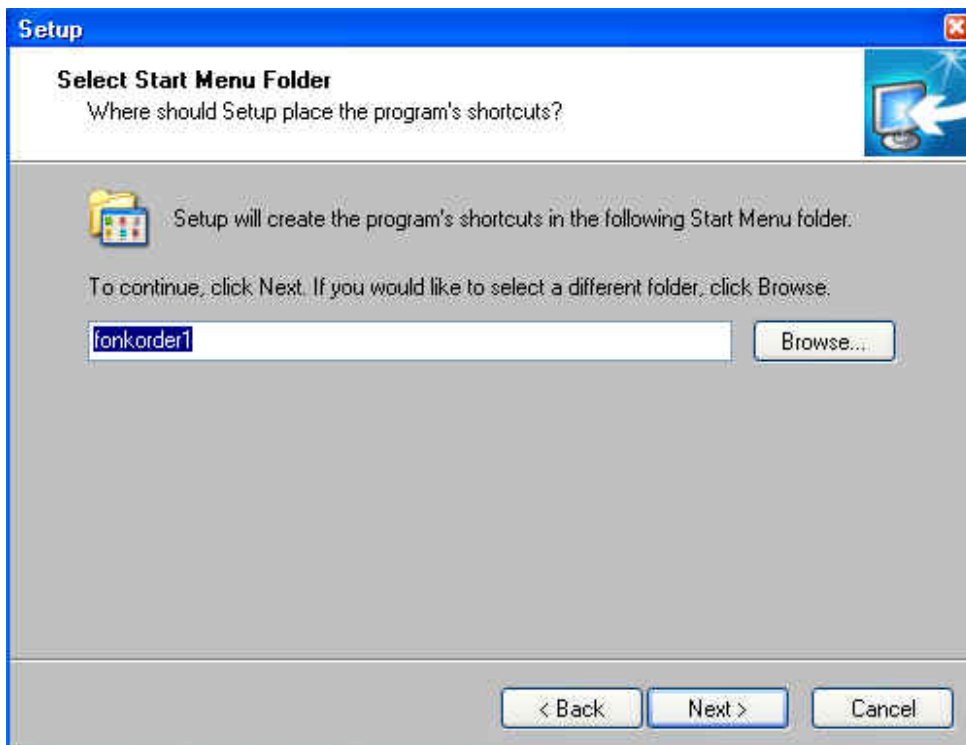 Setup
Select Start Menu Folder
Where should Setup place the program's shortcuts?
Setup will create the program's shortcuts in the following Start Menu folder.
To continue, click Next. If you would like to select a different folder, click Browse.
fonkorder1
Browse...
< Back
Next >
Cancel